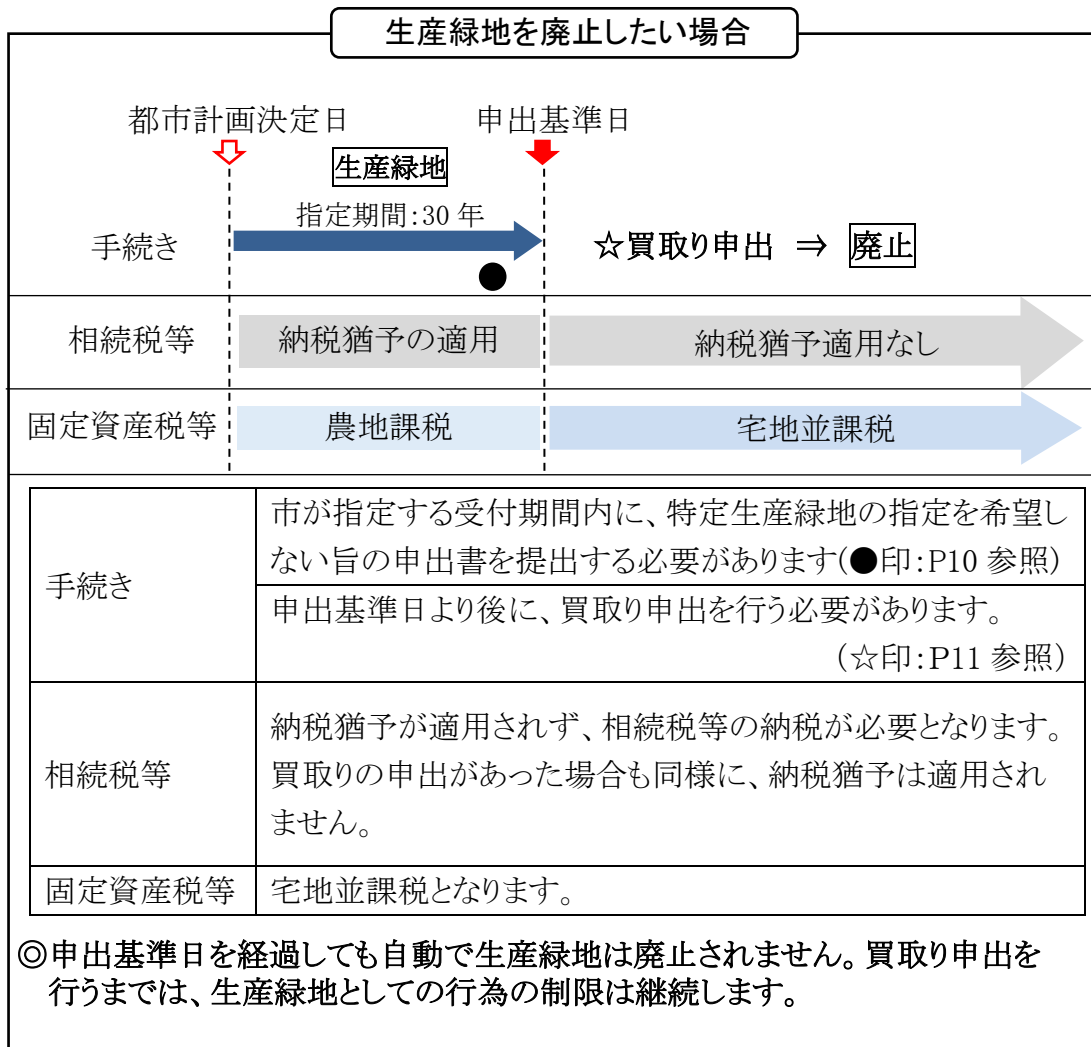 生産緑地を廃止したい場合
都市計画決定日
申出基準日
生産緑地
指定期間:30 年
手続き
☆買取り申出 ⇒ 廃止
●
相続税等
納税猶予の適用
納税猶予適用なし
固定資産税等
農地課税
宅地並課税
手続き
市が指定する受付期間内に、特定生産緑地の指定を希望し
ない旨の申出書を提出する必要があります(●印:P10 参照)
申出基準日より後に、買取り申出を行う必要があります。
(☆印:P11 参照)
相続税等
納税猶予が適用されず、相続税等の納税が必要となります。
買取りの申出があった場合も同様に、納税猶予は適用され
ません。
固定資産税等
宅地並課税となります。
◎申出基準日を経過しても自動で生産緑地は廃止されません。買取り申出を
行うまでは、生産緑地としての行為の制限は継続します。